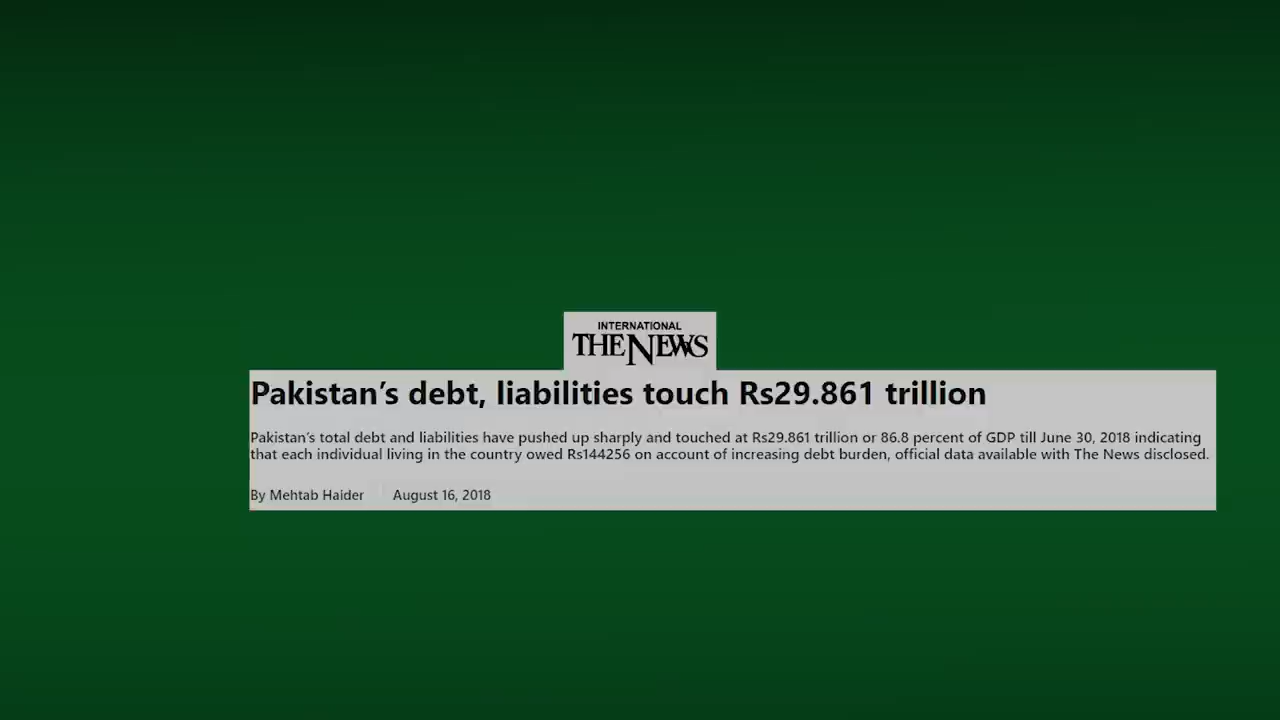 INTERNATIONAL
THE NEWS
Pakistan's debt, liabilities touch Rs29.861 trillion
Pakistan's total debt and liabilities have pushed up sharply and touched at Rs29.861 trillion or 86.8 percent of GDP till June 30, 2018 indicating
that each individual living in the country owed Rs144256 on account of increasing debt burden, official data available with The News disclosed.
By Mehtab Haider August 16, 2018